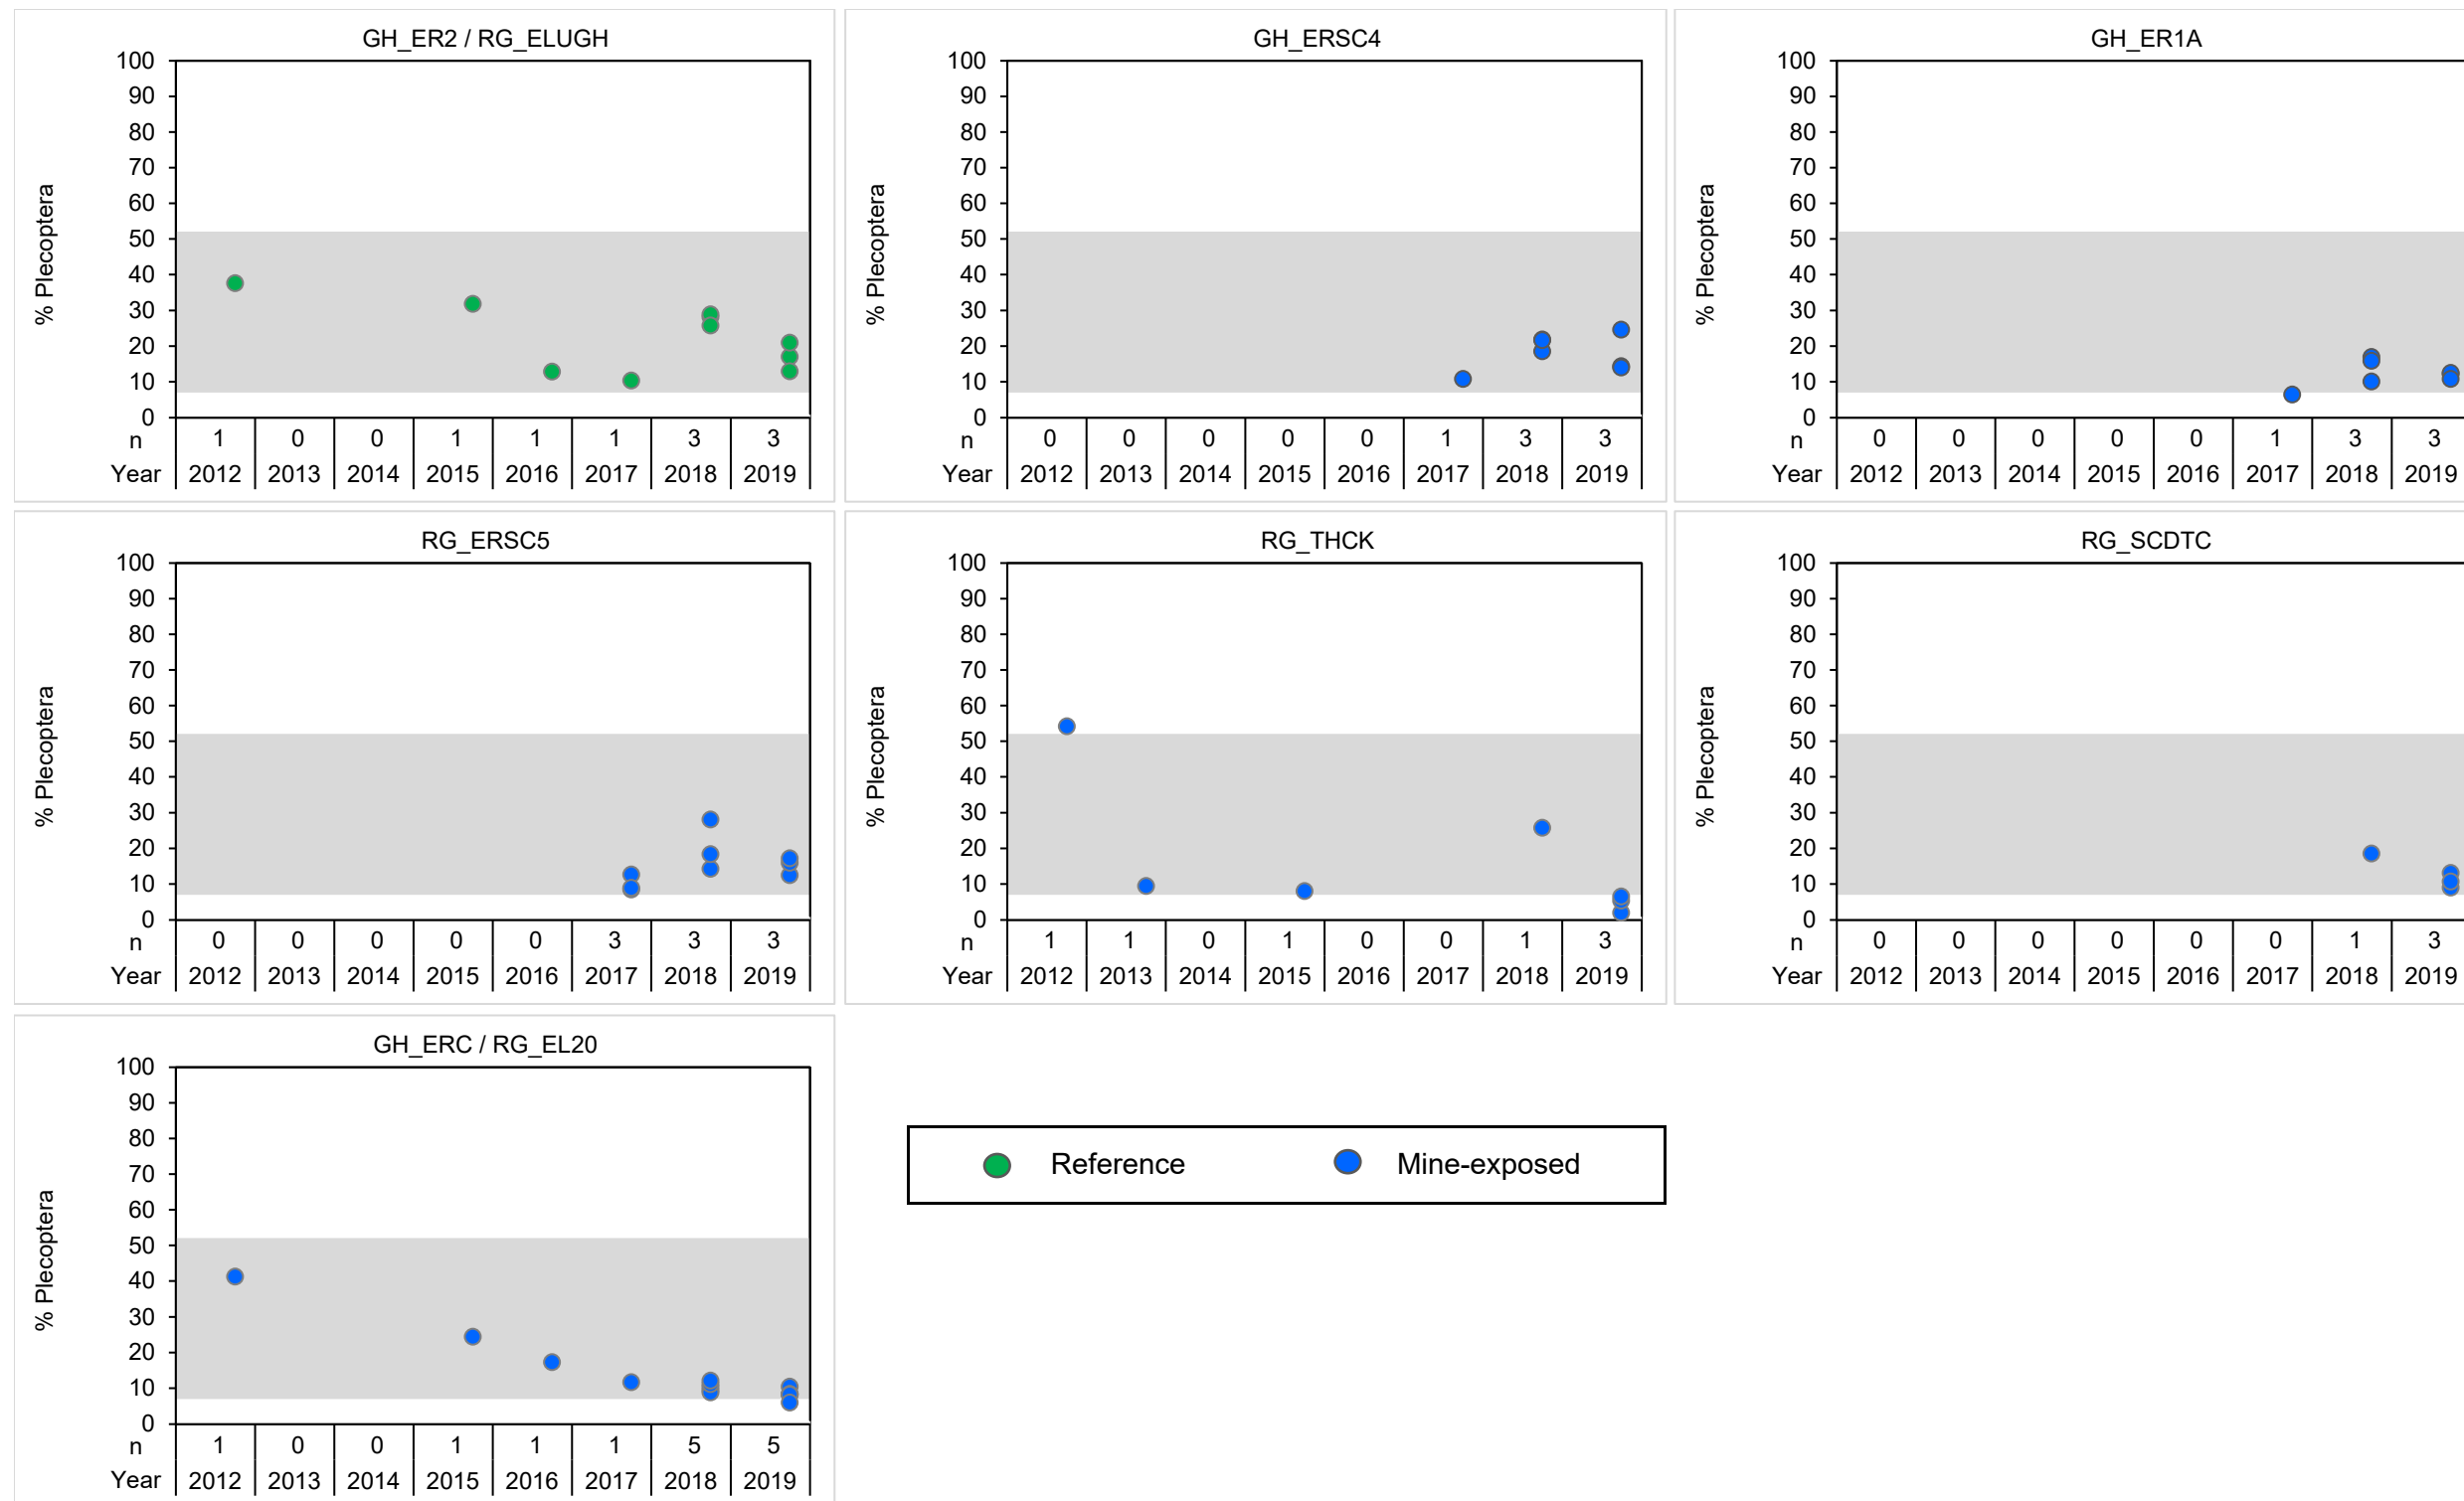 GH_ER2 / RG_ELUGH
100
90
80
70
60
50
40
30
20
10
0
% Plecoptera
n 1 0 0 1 1 1 3 3
Year 2012 2013 2014 2015 2016 2017 2018 2019
GH_ERSC4
100
90
80
70
60
50
40
30
20
10
0
% Plecoptera
n 0 0 0 0 0 1 3 3
Year 2012 2013 2014 2015 2016 2017 2018 2019
GH_ER1A
100
90
80
70
60
50
40
30
20
10
0
% Plecoptera
n 0 0 0 0 0 1 3 3
Year 2012 2013 2014 2015 2016 2017 2018 2019
RG_ERSC5
100
90
80
70
60
50
40
30
20
10
0
% Plecoptera
n 0 0 0 0 0 3 3 3
Year 2012 2013 2014 2015 2016 2017 2018 2019
RG_THCK
100
90
80
70
60
50
40
30
20
10
0
% Plecoptera
n 1 1 0 1 0 0 1 3
Year 2012 2013 2014 2015 2016 2017 2018 2019
RG_SCDTC
100
90
80
70
60
50
40
30
20
10
0
% Plecoptera
n 0 0 0 0 0 0 1 3
Year 2012 2013 2014 2015 2016 2017 2018 2019
GH_ERC / RG_EL20
100
90
80
70
60
50
40
30
20
10
0
% Plecoptera
n 1 0 0 1 1 1 5 5
Year 2012 2013 2014 2015 2016 2017 2018 2019
Reference Mine-exposed